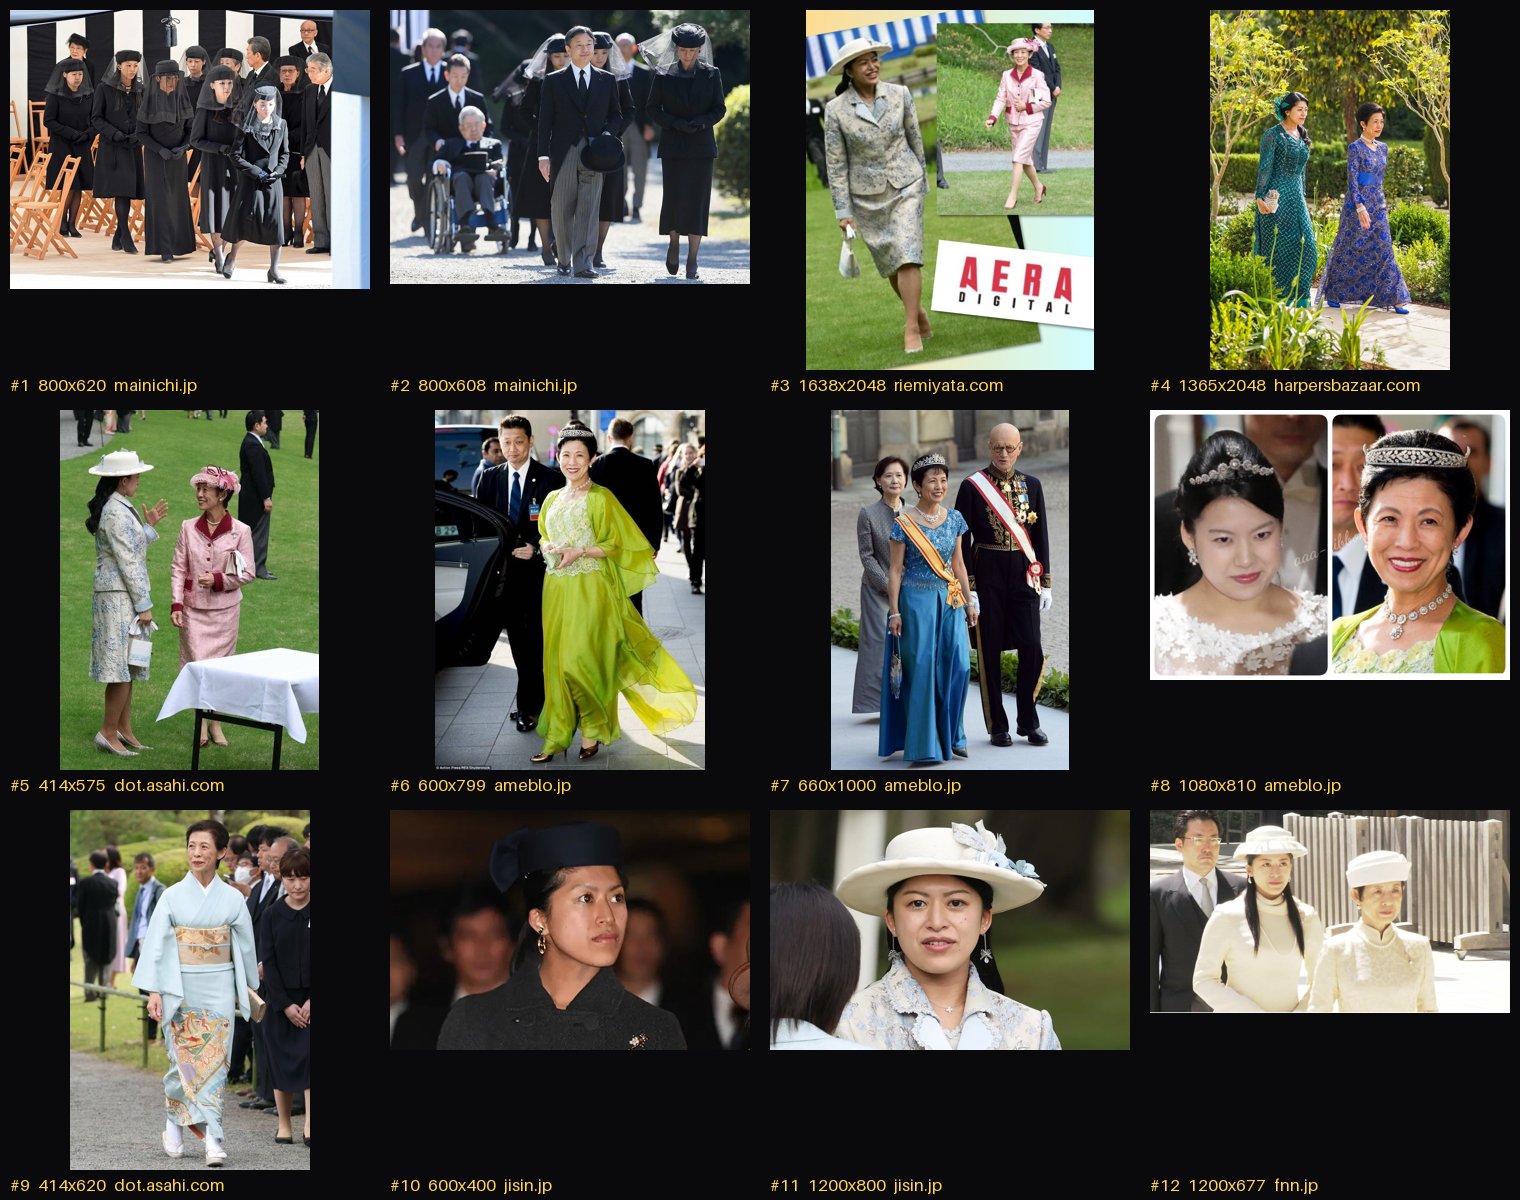 AERA
DIGITAL
#1 800x620 mainichi.jp
#2 800x608 mainichi.jp
#3 1638x2048 riemiyata.com
#4 1365x2048 harpersbazaar.com
#5 414x575 dot.asahi.com
#6 600x799 ameblo.jp
#7 660x1000 ameblo.jp
#8 1080x810 ameblo.jp
#9 414x620 dot.asahi.com
#10 600x400 jisin.jp
#11 1200x800 jisin.jp
#12 1200x677 fnn.jp